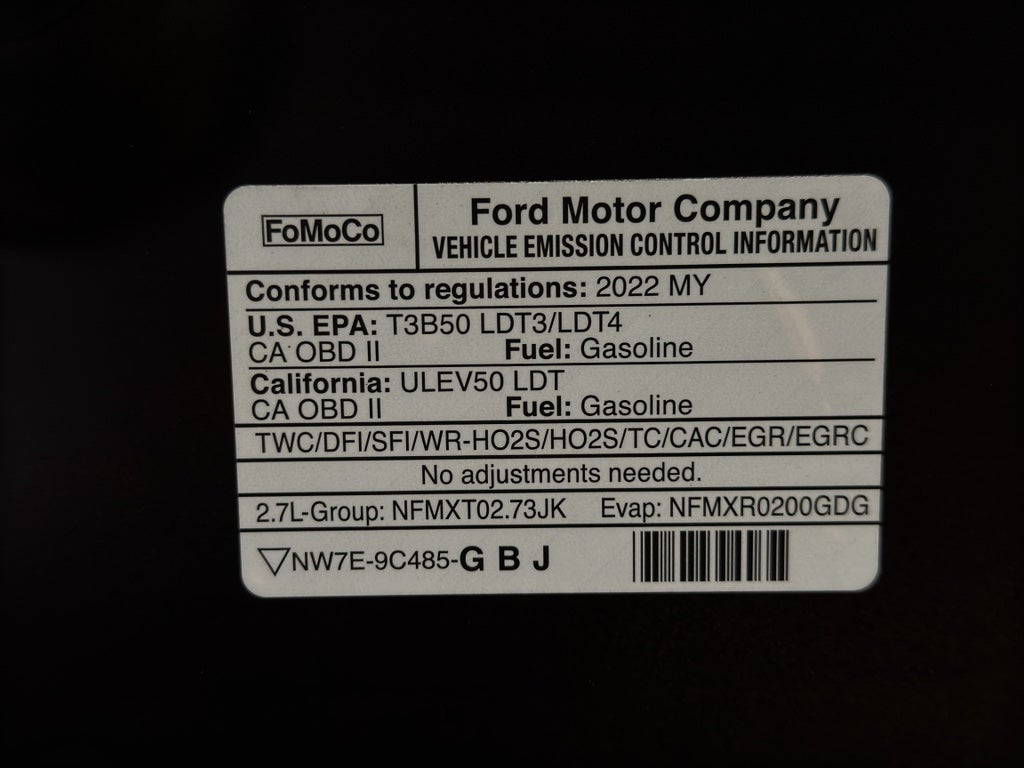 FoMoCo
Ford Motor Company
VEHICLE EMISSION CONTROL INFORMATION
Conforms to regulations: 2022 MY
U.S. EPA: T3B50 LDT3/LDT4
CA OBD II Fuel: Gasoline
California: ULEV50 LDT
CA OBD II Fuel: Gasoline
TWC/DFI/SFI/WR-HO2S/HO2S/TC/CAC/EGR/EGRC
No adjustments needed.
2.7L-Group: NFMXT02.73JK Evap: NFMXR0200GDG
▽NW7E-9C485-G B J